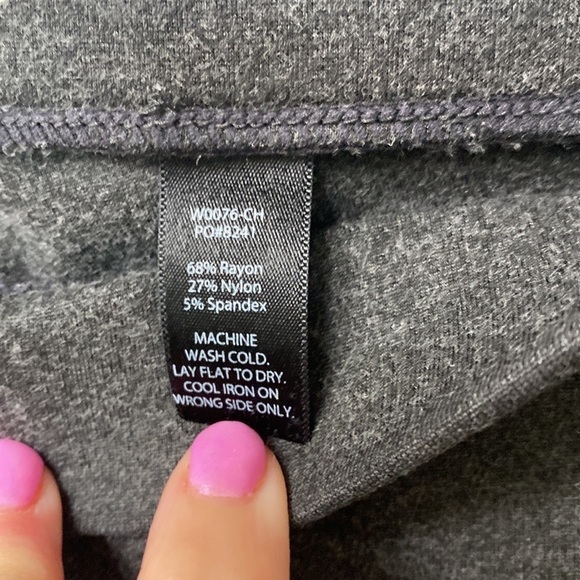 W0076-CH
PO#8241
68% Rayon
27% Nylon
5% Spandex
MACHINE
WASH COLD.
LAY FLAT TO DRY.
COOL IRON ON
WRONG SIDE ONLY.